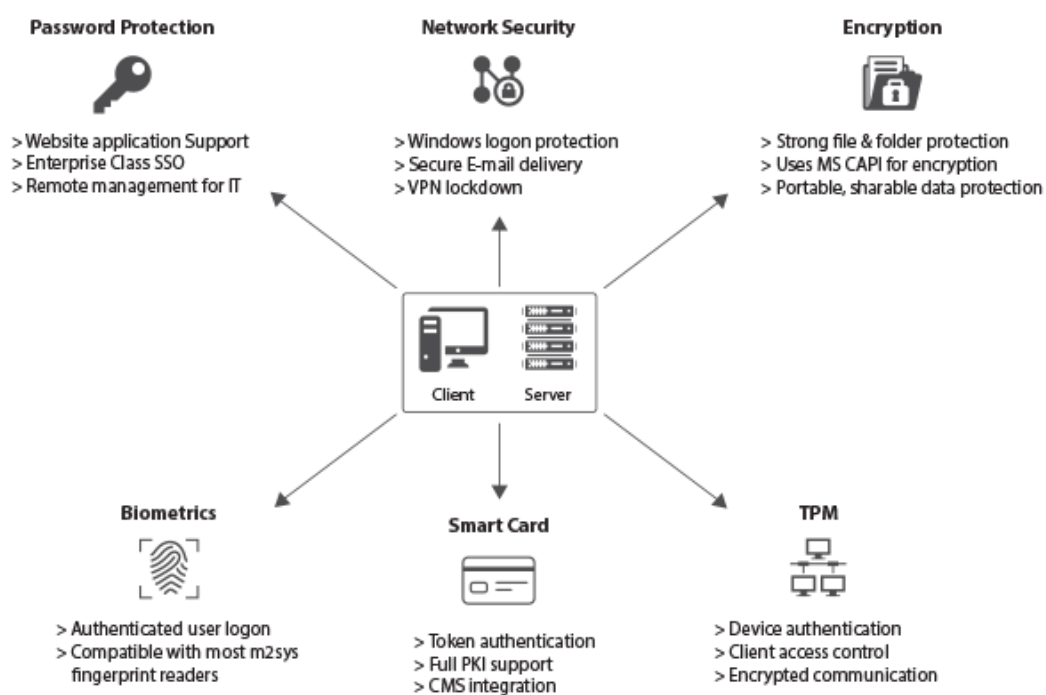 Password Protection
> Website application Support
> Enterprise Class SSO
> Remote management for IT
Network Security
> Windows logon protection
> Secure E-mail delivery
> VPN lockdown
Encryption
> Strong file & folder protection
> Uses MS CAPI for encryption
> Portable, sharable data protection
Client
Server
Biometrics
> Authenticated user logon
> Compatible with most m2sys
fingerprint readers
Smart Card
> Token authentication
> Full PKI support
> CMS integration
TPM
> Device authentication
> Client access control
> Encrypted communication